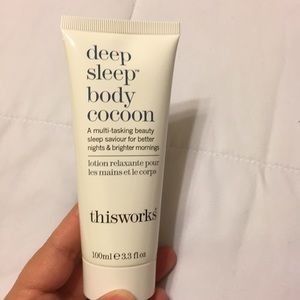 deep
sleep™
body
cocoon
A multi-tasking beauty
sleep saviour for better
nights & brighter mornings
lotion relaxante pour
les mains et le corps
thisworks®
100ml e 3.3 fl oz